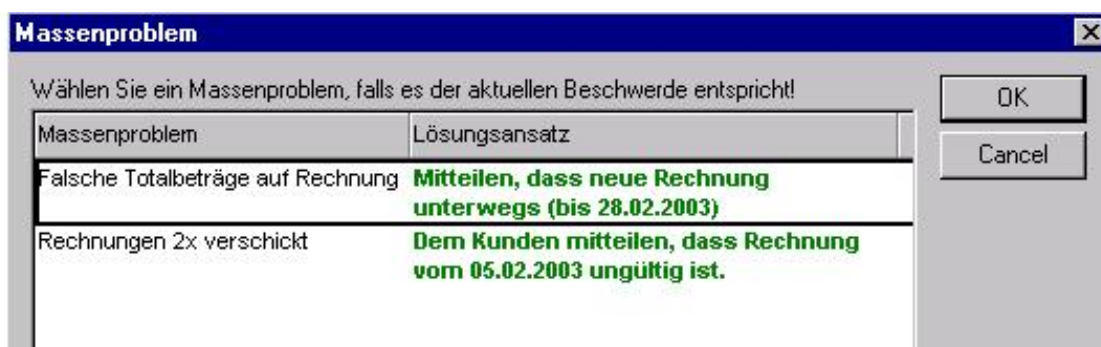 Massenproblem
Wählen Sie ein Massenproblem, falls es der aktuellen Beschwerde entspricht!
OK
Cancel
Massenproblem Lösungsansatz
Falsche Totalbeträge auf Rechnung Mitteilen, dass neue Rechnung
unterwegs (bis 28.02.2003)
Rechnungen 2x verschickt Dem Kunden mitteilen, dass Rechnung
vom 05.02.2003 ungültig ist.